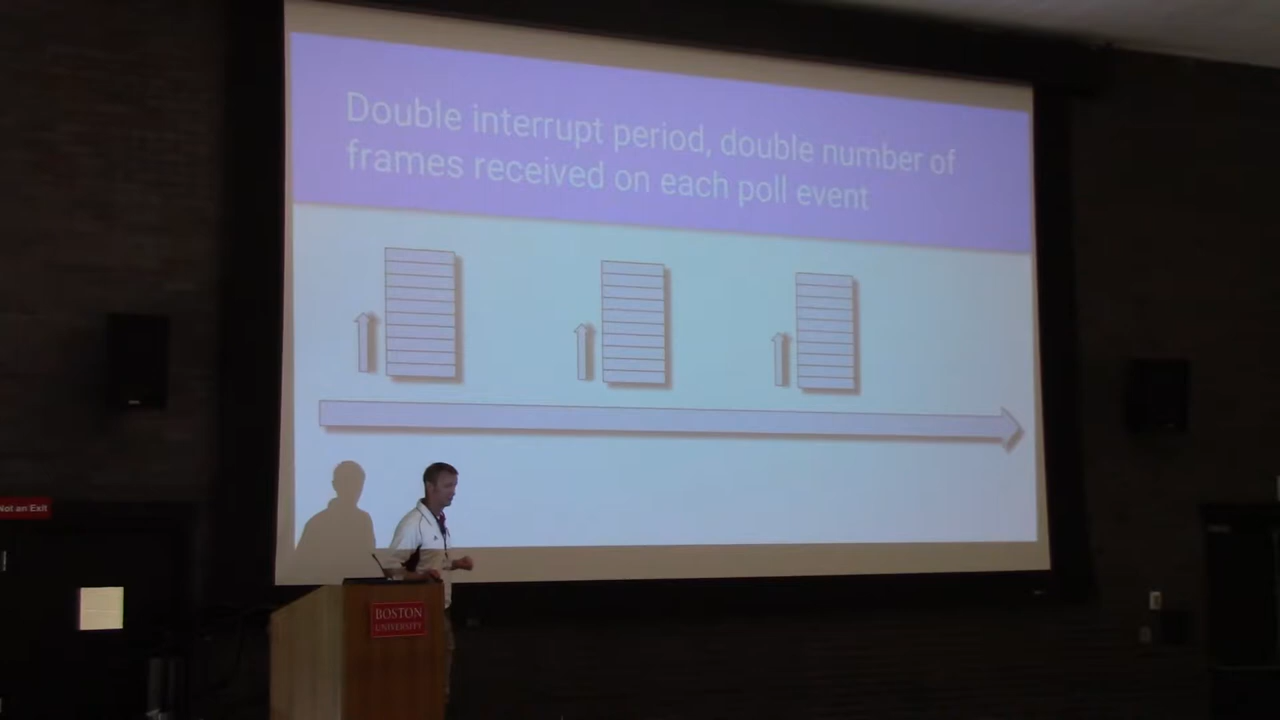 Double interrupt period, double number of
frames received on each poll event
Not an Exit
BOSTON
UNIVERSITY